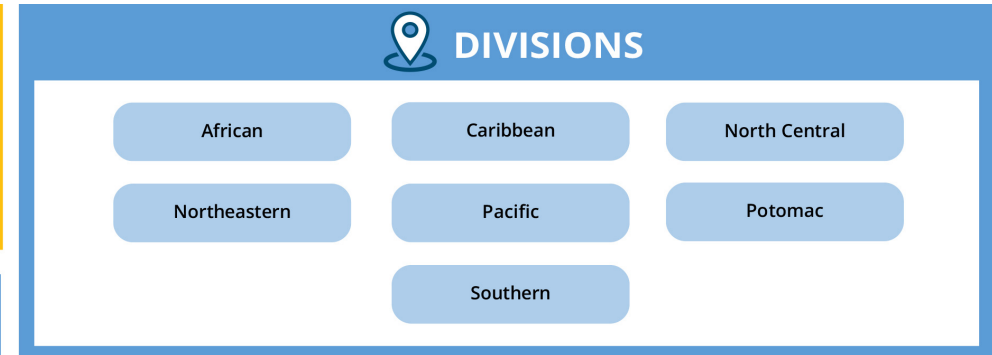 DIVISIONS
African
Caribbean
North Central
Northeastern
Pacific
Potomac
Southern